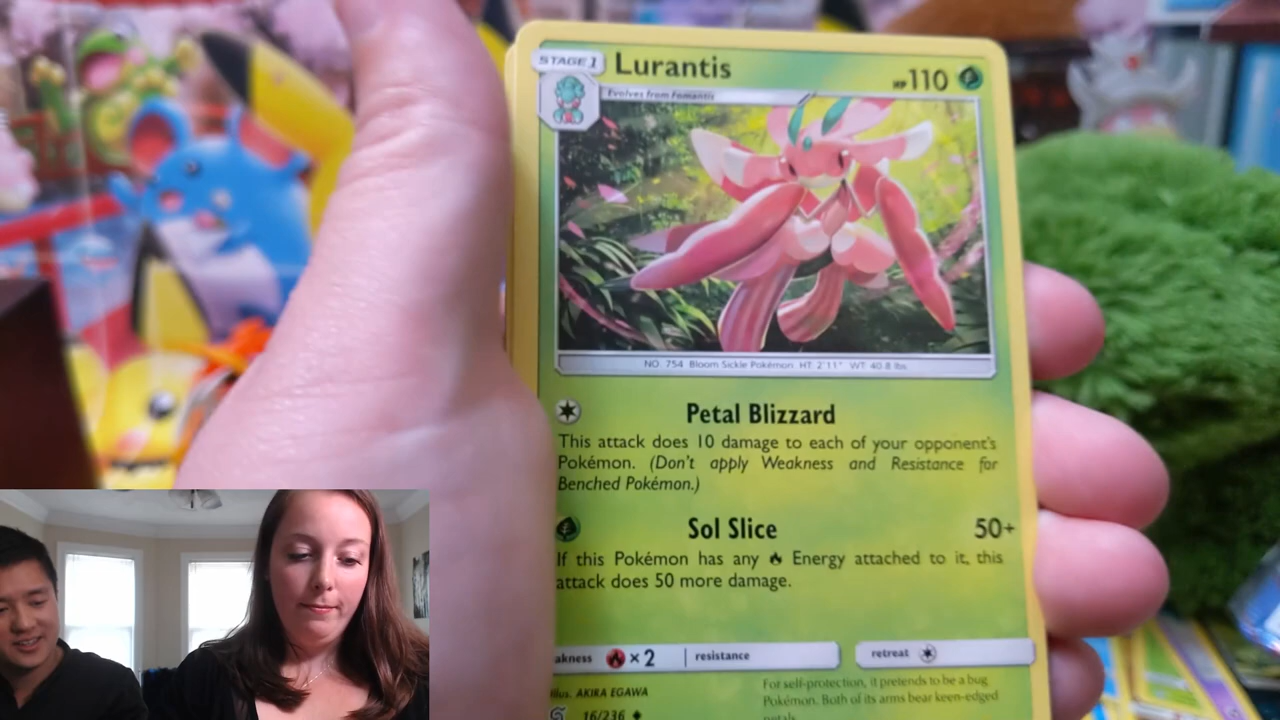 STAGE 1 Lurantis HP 110
Evolves from Fomantis
NO. 754 Bloom Sickle Pokémon HT: 2'11" WT: 40.8 lbs.
Petal Blizzard
This attack does 10 damage to each of your opponent's
Pokémon. (Don't apply Weakness and Resistance for
Benched Pokémon.)
Sol Slice 50+
If this Pokémon has any Energy attached to it, this
attack does 50 more damage.
akness ×2 resistance retreat
illus. AKIRA EGAWA
16/236
For self-protection, it pretends to be a bug
Pokémon. Both of its arms bear keen-edged
petals.